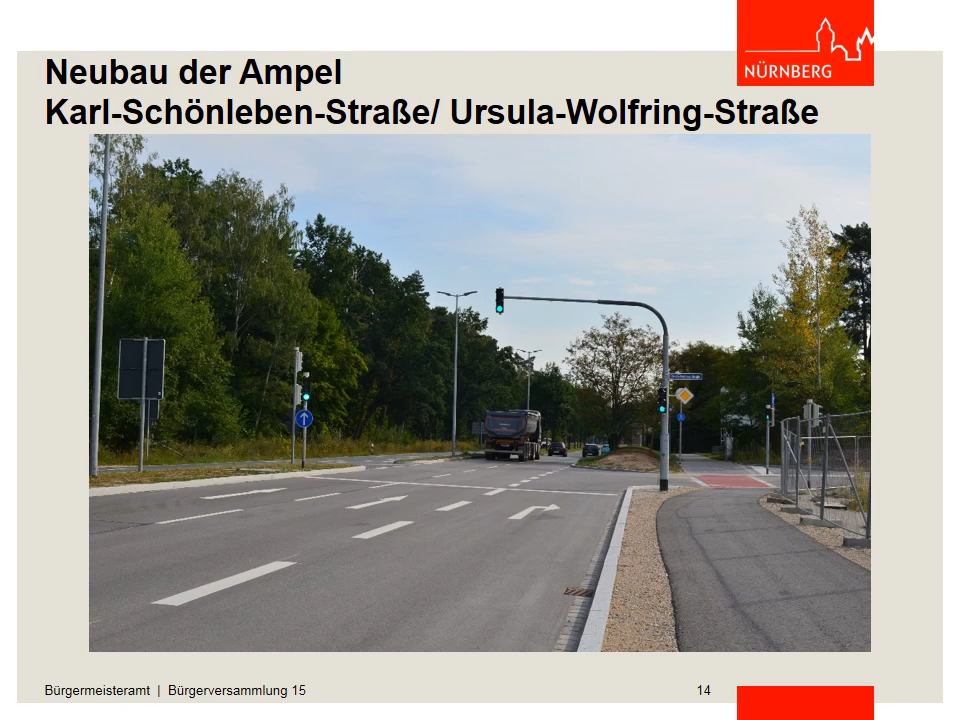 NÜRNBERG
Neubau der Ampel
Karl-Schönleben-Straße/ Ursula-Wolfring-Straße
Bürgermeisteramt | Bürgerversammlung 15
14